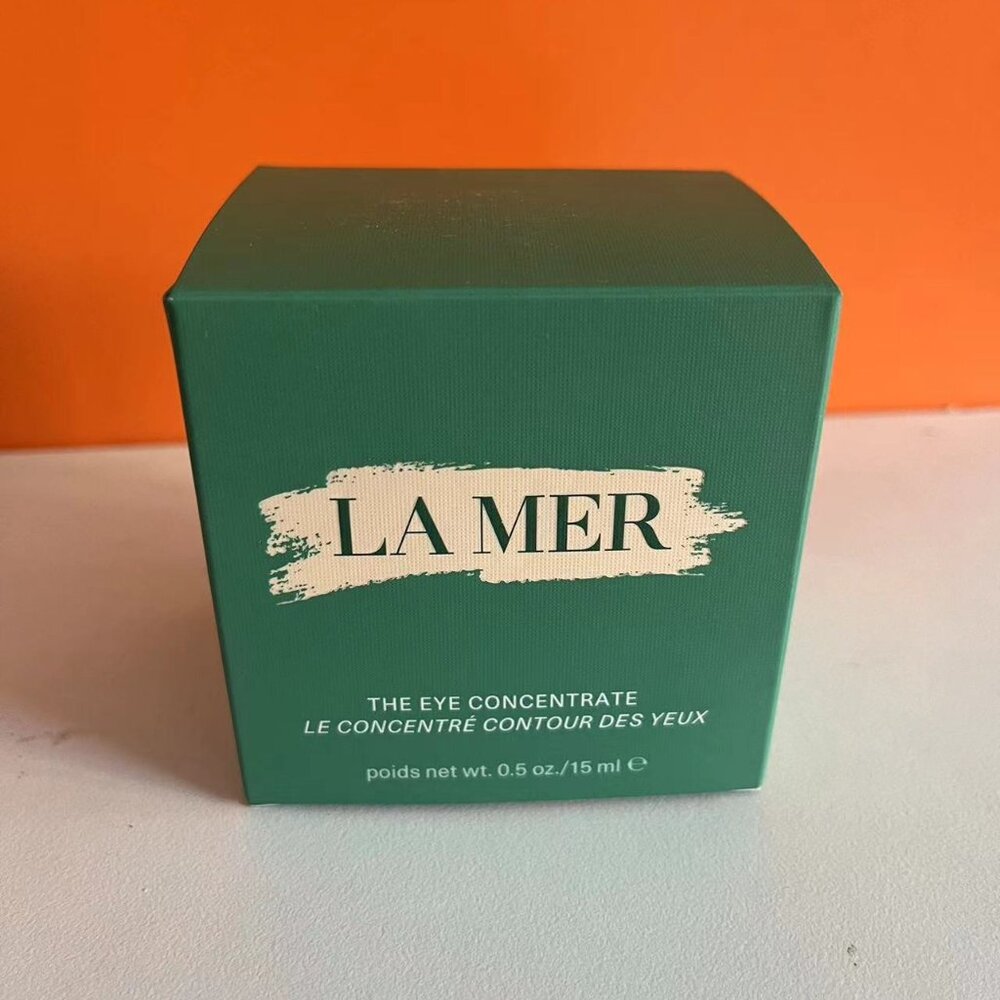 LA MER
THE EYE CONCENTRATE
LE CONCENTRÉ CONTOUR DES YEUX
poids net wt. 0.5 oz./15 ml ℮